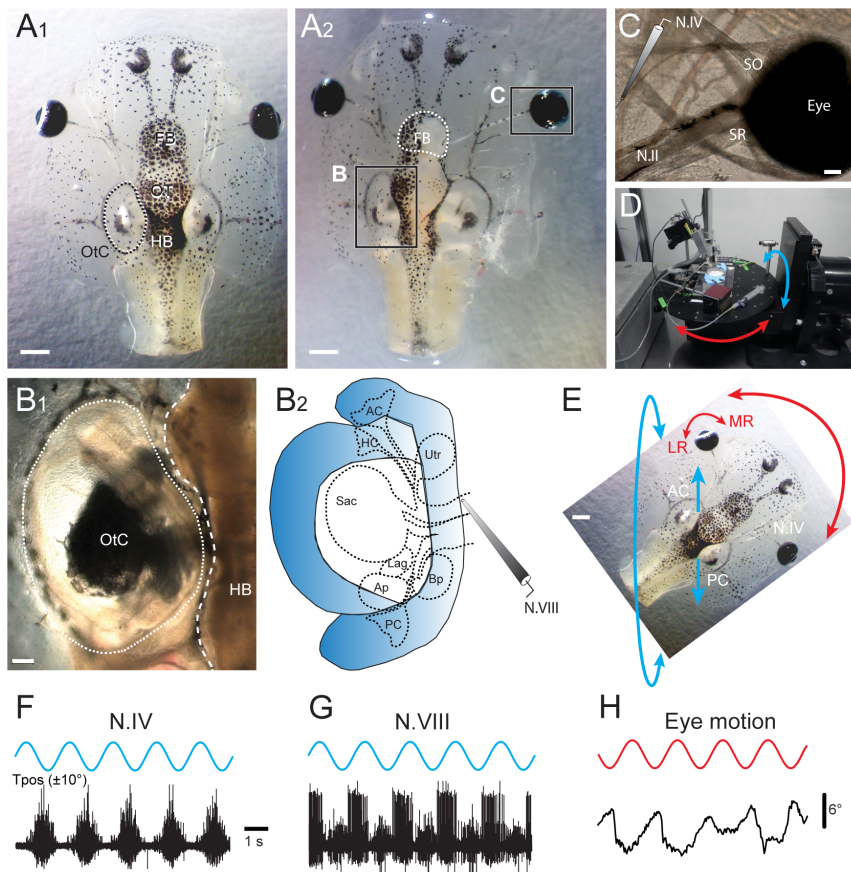 A1
FB
OT
HB
OtC
A2
FB
C
B
C
N.IV
SO
Eye
SR
N.II
D
B1
OtC
HB
B2
AC
HC
Utr
Sac
Lag
Ap
Bp
PC
N.VIII
E
MR
LR
AC
N.IV
PC
F
N.IV
Tpos (±10°)
1 s
G
N.VIII
H
Eye motion
6°